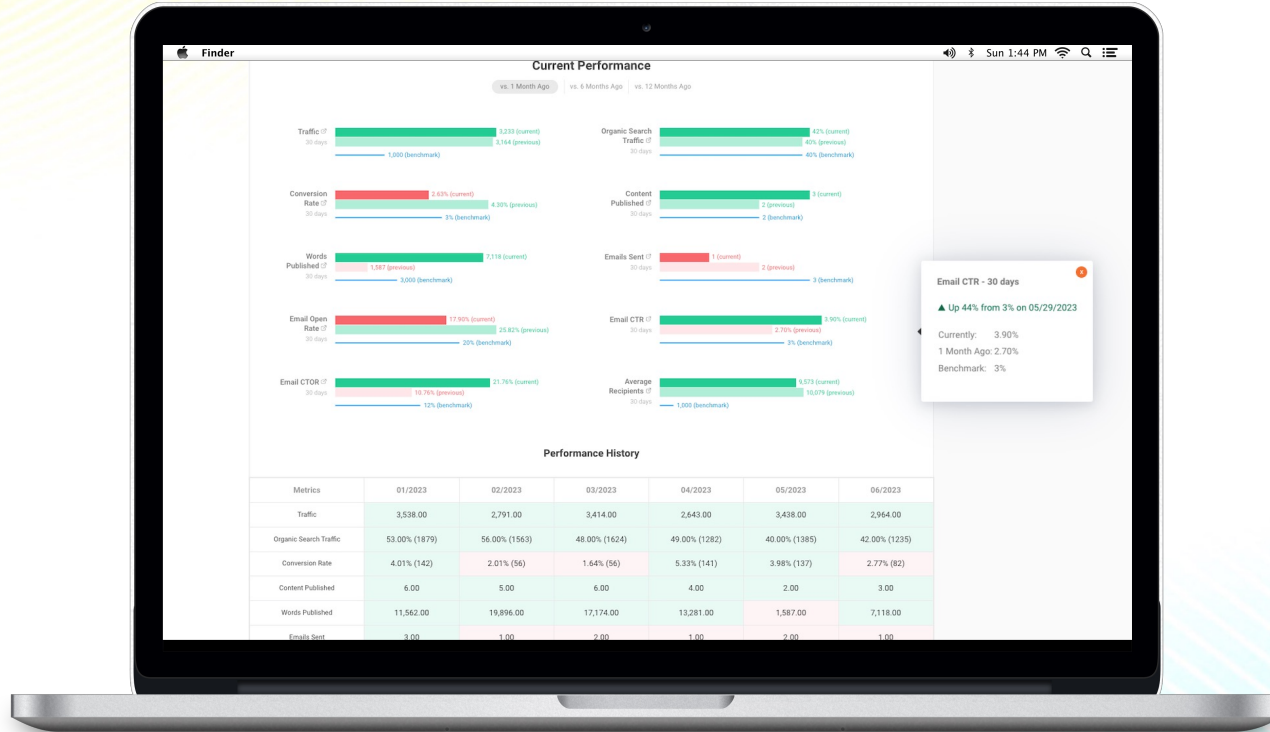 Finder
Sun 1:44 PM
Current Performance
vs. 1 Month Ago
vs. 6 Months Ago
vs. 12 Months Ago
Traffic
30 days
3,233 (current)
3,164 (previous)
1,000 (benchmark)
Organic Search
Traffic
30 days
42% (current)
40% (previous)
40% (benchmark)
Conversion
Rate
30 days
2.63% (current)
4.30% (previous)
3% (benchmark)
Content
Published
30 days
3 (current)
2 (previous)
2 (benchmark)
Words
Published
30 days
7,118 (current)
1,587 (previous)
3,000 (benchmark)
Emails Sent
30 days
1 (current)
2 (previous)
3 (benchmark)
Email Open
Rate
30 days
17.90% (current)
25.82% (previous)
20% (benchmark)
Email CTR
30 days
3.90% (current)
2.70% (previous)
3% (benchmark)
Email CTOR
30 days
21.76% (current)
10.76% (previous)
12% (benchmark)
Average
Recipients
30 days
9,573 (current)
10,079 (previous)
1,000 (benchmark)
x
Email CTR - 30 days
▲ Up 44% from 3% on 05/29/2023
Currently: 3.90%
1 Month Ago: 2.70%
Benchmark: 3%
Performance History
Metrics 01/2023 02/2023 03/2023 04/2023 05/2023 06/2023
Traffic 3,538.00 2,791.00 3,414.00 2,643.00 3,438.00 2,964.00
Organic Search Traffic 53.00% (1879) 56.00% (1563) 48.00% (1624) 49.00% (1282) 40.00% (1385) 42.00% (1235)
Conversion Rate 4.01% (142) 2.01% (56) 1.64% (56) 5.33% (141) 3.98% (137) 2.77% (82)
Content Published 6.00 5.00 6.00 4.00 2.00 3.00
Words Published 11,562.00 19,896.00 17,174.00 13,281.00 1,587.00 7,118.00
Emails Sent 3.00 1.00 2.00 1.00 2.00 1.00